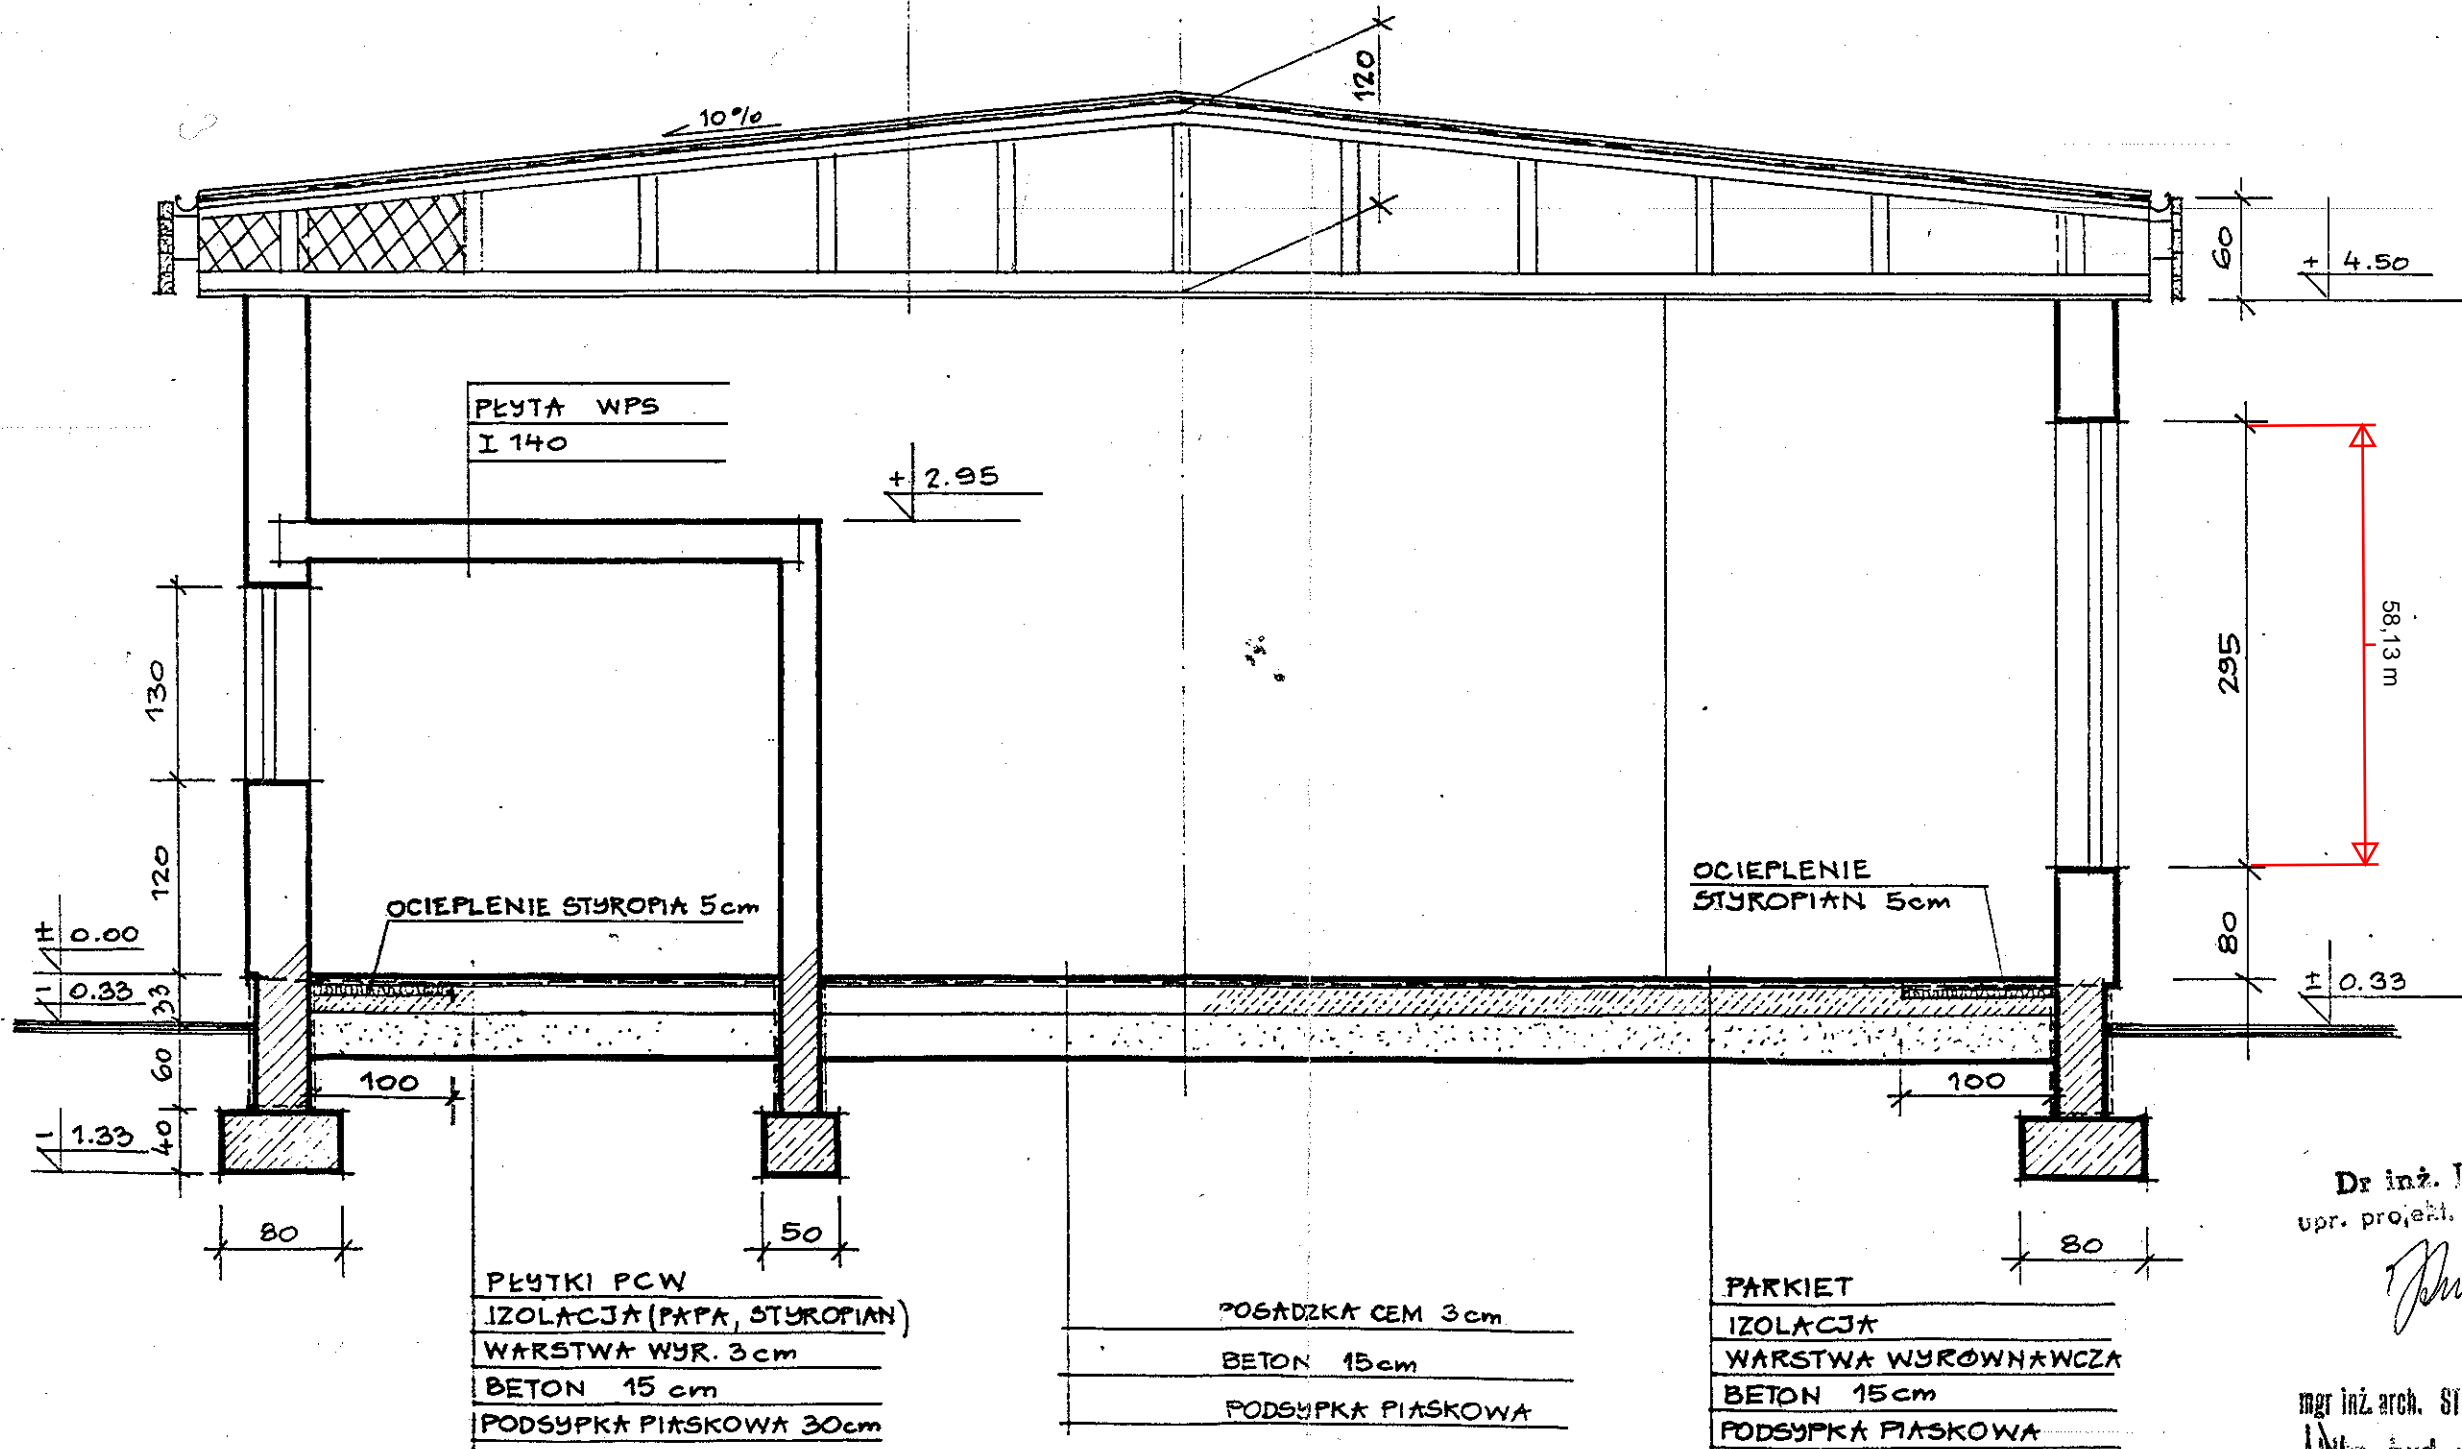 120
10%
60
+ 4.50
PŁYTA WPS
I 140
+ 2.95
58,13 m
295
130
120
OCIEPLENIE STYROPIA 5cm
OCIEPLENIE
STYROPIAN 5cm
80
± 0.00
- 0.33
33
± 0.33
60
100
100
- 1.33
40
80
50
80
Dr inż.
upr. projekt.
PŁYTKI PCW
IZOLACJA (PAPA, STYROPIAN)
WARSTWA WYR. 3cm
BETON 15 cm
PODSYPKA PIASKOWA 30cm
POSADZKA CEM 3cm
BETON 15cm
PODSYPKA PIASKOWA
PARKIET
IZOLACJA
WARSTWA WYRÓWNAWCZA
BETON 15cm
PODSYPKA PIASKOWA
mgr inż. arch.